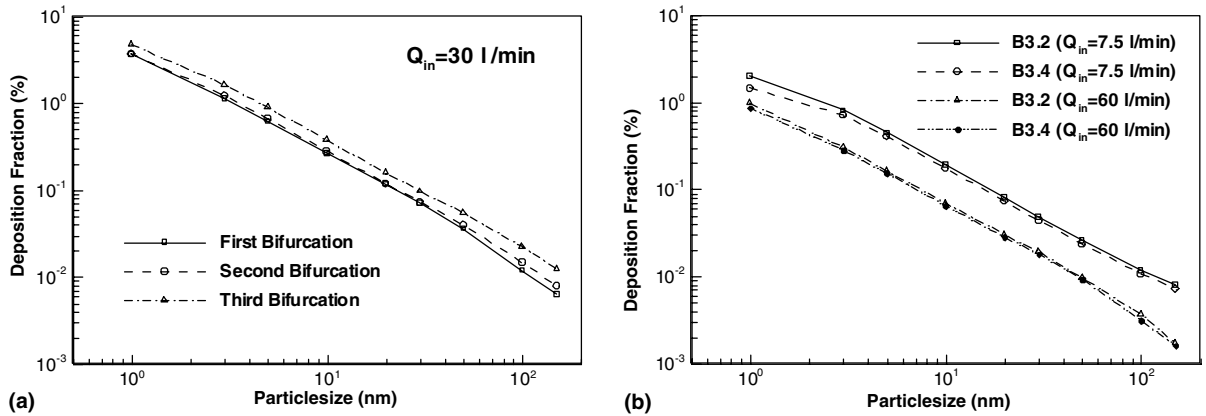 10¹
10⁰
10⁻¹
10⁻²
10⁻³
Deposition Fraction (%)
Q_in=30 l/min
First Bifurcation
Second Bifurcation
Third Bifurcation
10⁰ 10¹ 10²
(a) Particlesize (nm)
10¹
10⁰
10⁻¹
10⁻²
10⁻³
Deposition Fraction (%)
B3.2 (Q_in=7.5 l/min)
B3.4 (Q_in=7.5 l/min)
B3.2 (Q_in=60 l/min)
B3.4 (Q_in=60 l/min)
10⁰ 10¹ 10²
(b) Particlesize (nm)